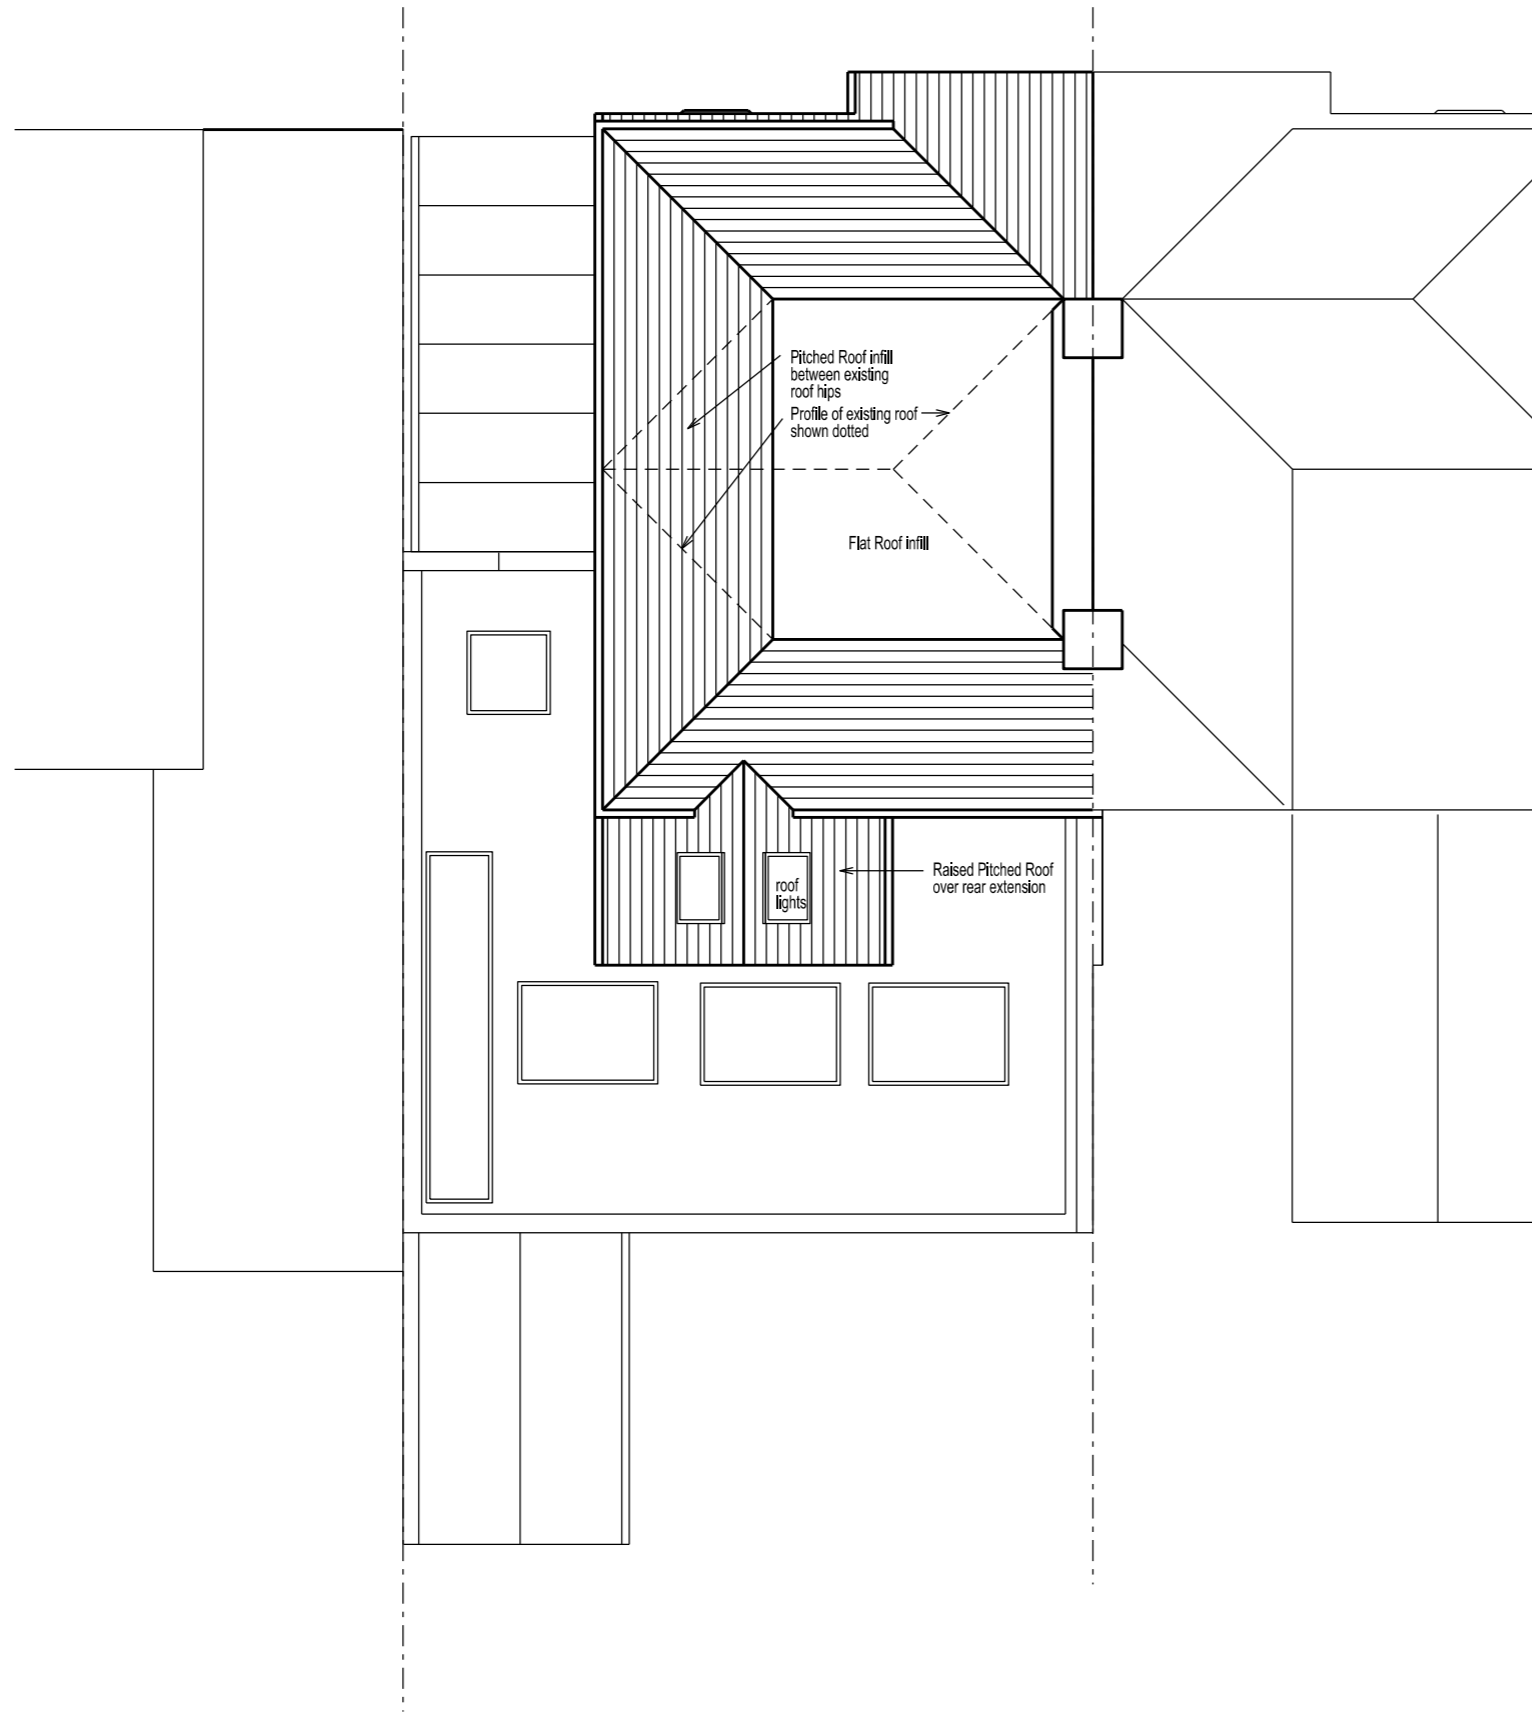 Pitched Roof infill
between existing
roof hips
Profile of existing roof
shown dotted
Flat Roof infill
Raised Pitched Roof
over rear extension
roof
lights